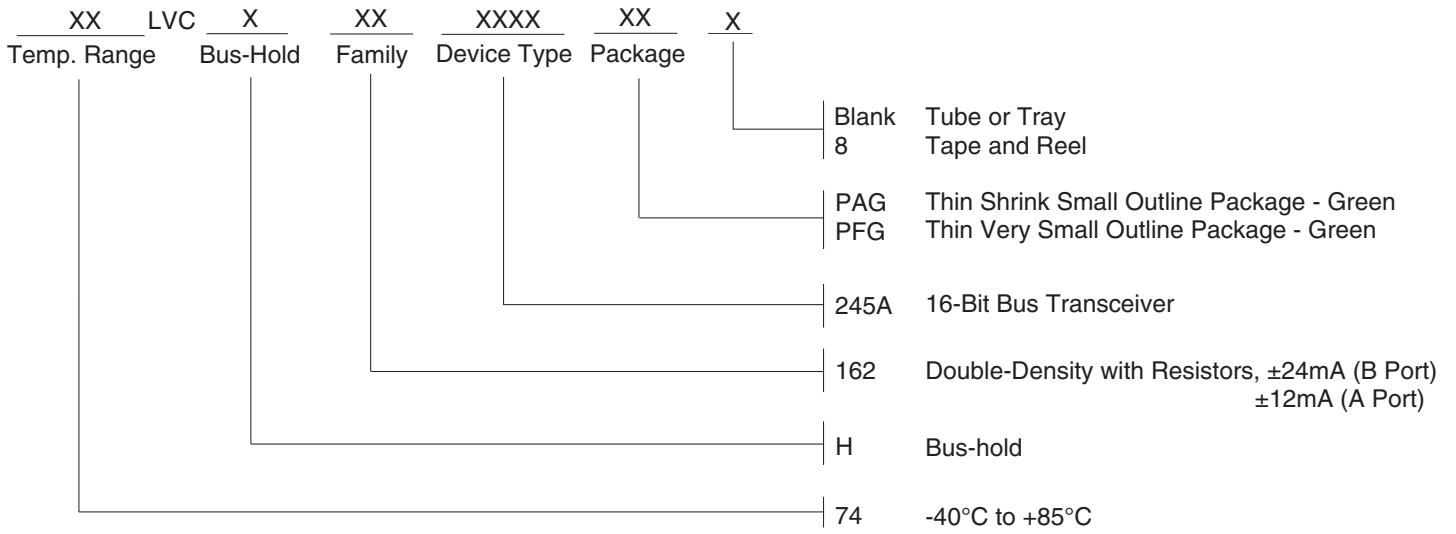 XX LVC X XX XXXX XX X
Temp. Range Bus-Hold Family Device Type Package
Blank Tube or Tray
8 Tape and Reel
PAG Thin Shrink Small Outline Package - Green
PFG Thin Very Small Outline Package - Green
245A 16-Bit Bus Transceiver
162 Double-Density with Resistors, ±24mA (B Port)
±12mA (A Port)
H Bus-hold
74 -40°C to +85°C